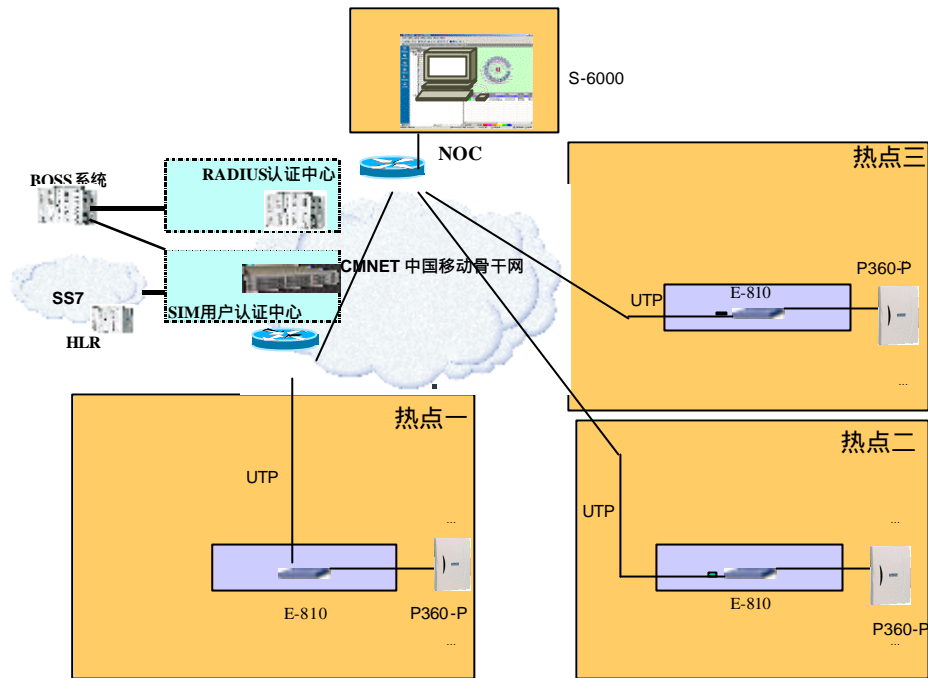 S-6000
NOC
热点三
BOSS系统
RADIUS认证中心
CMNET 中国移动骨干网
P360-P
UTP
E-810
SS7
SIM用户认证中心
HLR
...
热点一
热点二
UTP
UTP
...
...
E-810
P360-P
E-810
P360-P
...
...